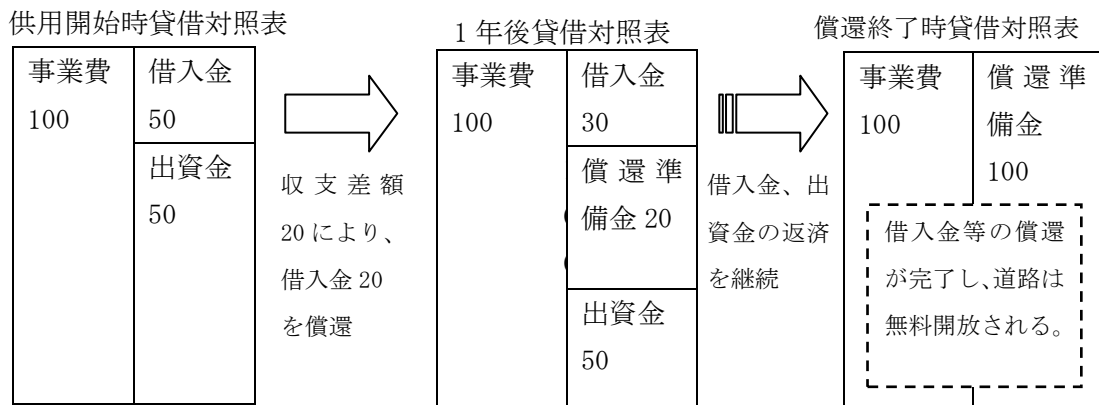 供用開始時貸借対照表
事業費
100
借入金
50
出資金
50
収支差額
20により、
借入金20
を償還
1年後貸借対照表
事業費
100
借入金
30
償還準
備金20
出資金
50
借入金、出
資金の返済
を継続
償還終了時貸借対照表
事業費
100
償還準
備金
100
借入金等の償還
が完了し、道路は
無料開放される。